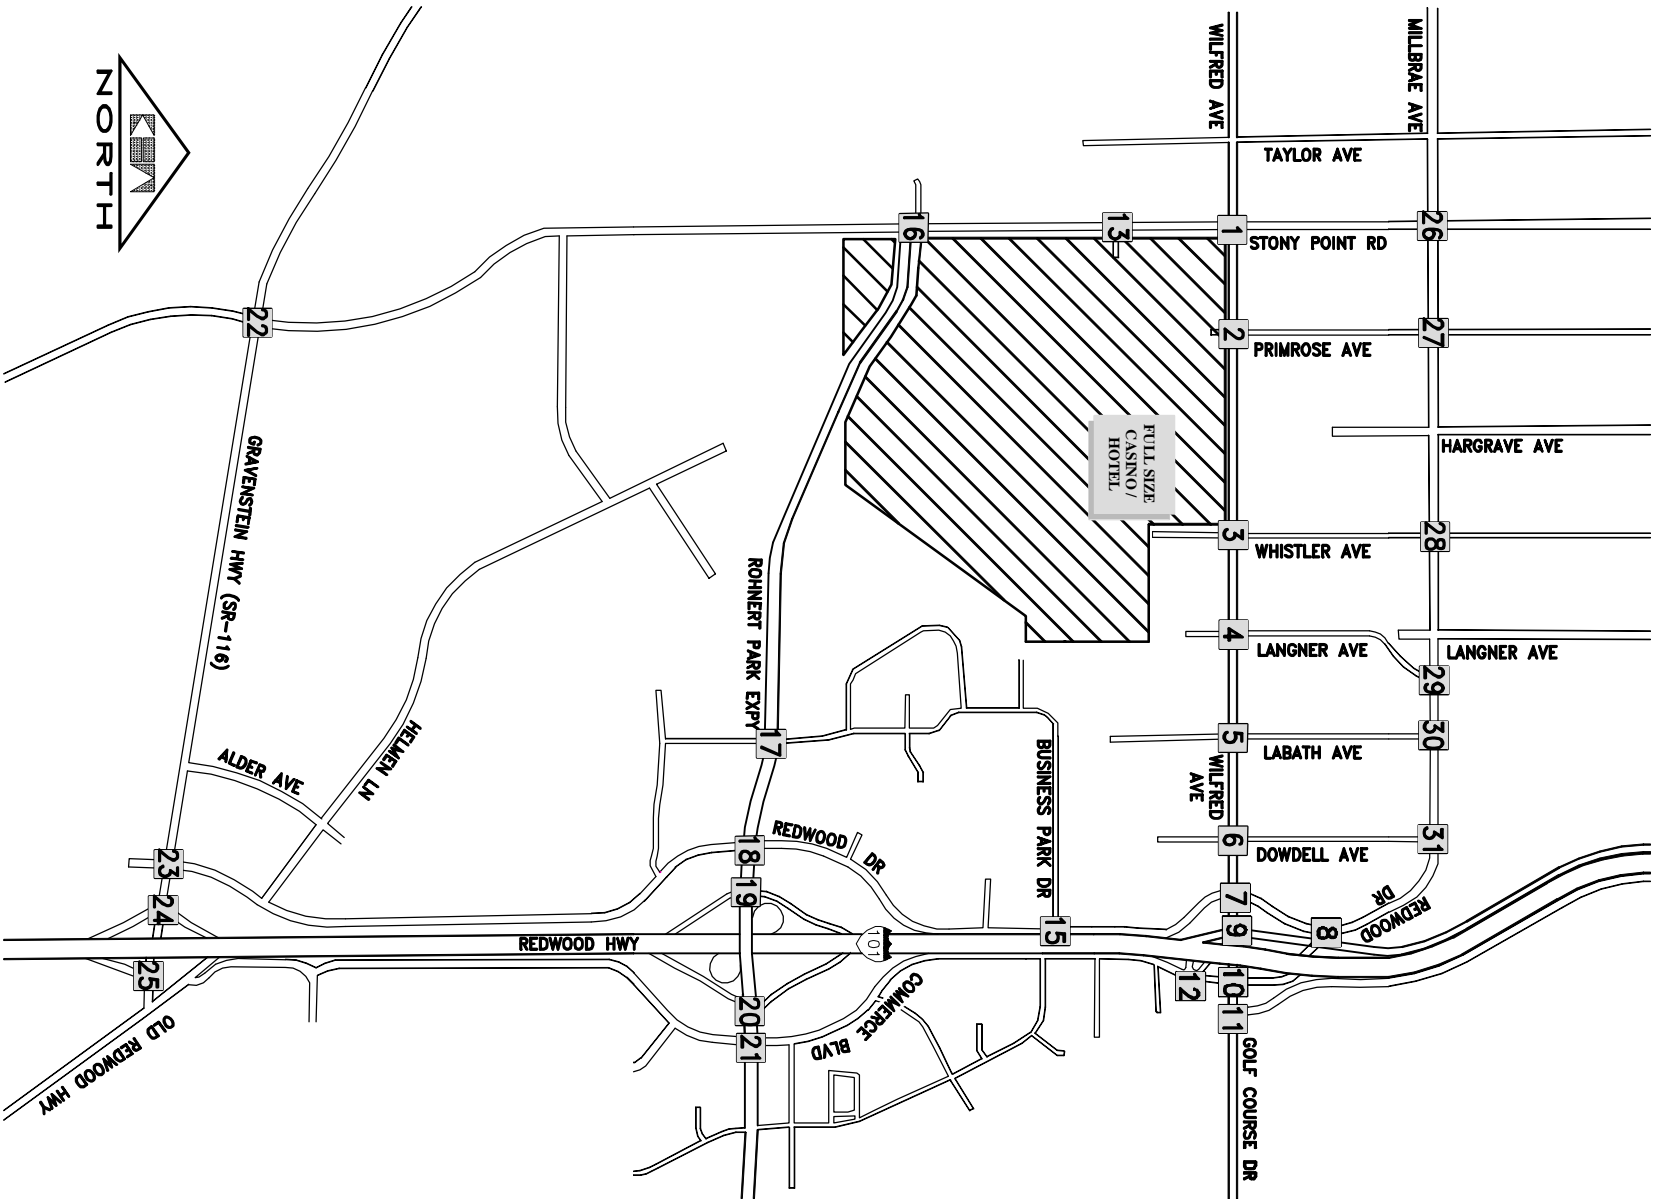 WILFRED AVE
MILLBRAE AVE
TAYLOR AVE
NORTH
16
13
1
26
STONY POINT RD
22
2
27
PRIMROSE AVE
HARGRAVE AVE
FULL SIZE
CASINO /
HOTEL
GRAVENSTEIN HWY (SR-116)
3
28
WHISTLER AVE
ROHNERT PARK EXPY
4
LANGNER AVE
LANGNER AVE
29
17
5
30
LABATH AVE
BUSINESS PARK DR
WILFRED
AVE
HELMEN LN
ALDER AVE
18
REDWOOD DR
6
31
DOWDELL AVE
23
19
7
24
15
9
8
REDWOOD
DR
REDWOOD HWY
101
25
12
10
20
11
21
COMMERCE BLVD
OLD REDWOOD HWY
GOLF COURSE DR